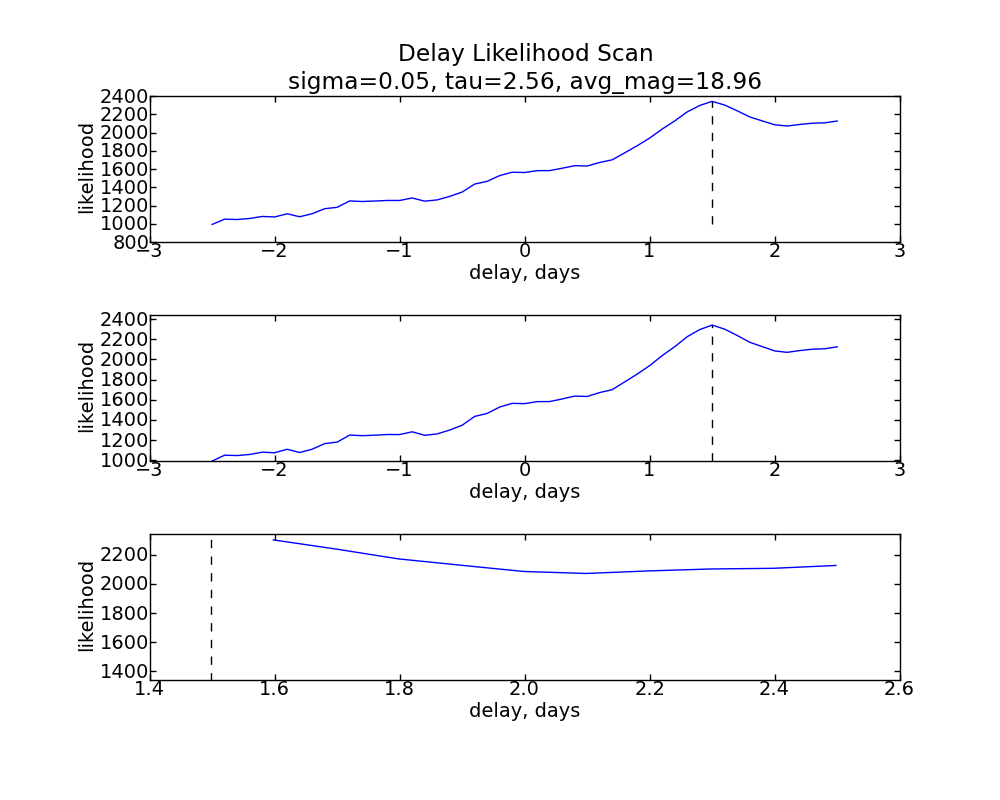 Delay Likelihood Scan
sigma=0.05, tau=2.56, avg_mag=18.96
2400
2200
2000
1800
1600
1400
1200
1000
800
likelihood
−3 −2 −1 0 1 2 3
delay, days
2400
2200
2000
1800
1600
1400
1200
1000
likelihood
−3 −2 −1 0 1 2 3
delay, days
2200
2000
1800
1600
1400
likelihood
1.4 1.6 1.8 2.0 2.2 2.4 2.6
delay, days